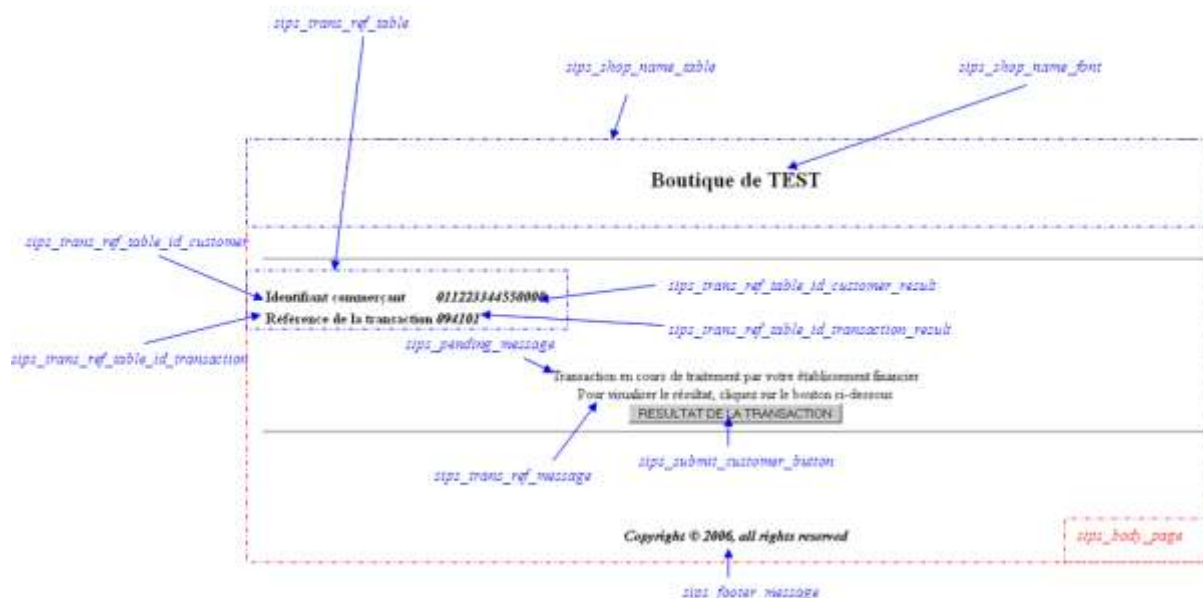 sips_trans_ref_table
sips_shop_name_table
sips_shop_name_font
Boutique de TEST
sips_trans_ref_table_id_customer
Identifiant commerçant 011223344550000
sips_trans_ref_table_id_customer_result
Référence de la transaction 094101
sips_trans_ref_table_id_transaction_result
sips_pending_message
sips_trans_ref_table_id_transaction
Transaction en cours de traitement par votre établissement financier
Pour visualiser le résultat, cliquez sur le bouton ci-dessous
RESULTAT DE LA TRANSACTION
sips_submit_customer_button
sips_trans_ref_message
Copyright © 2006, all rights reserved
sips_body_page
sips_footer_message